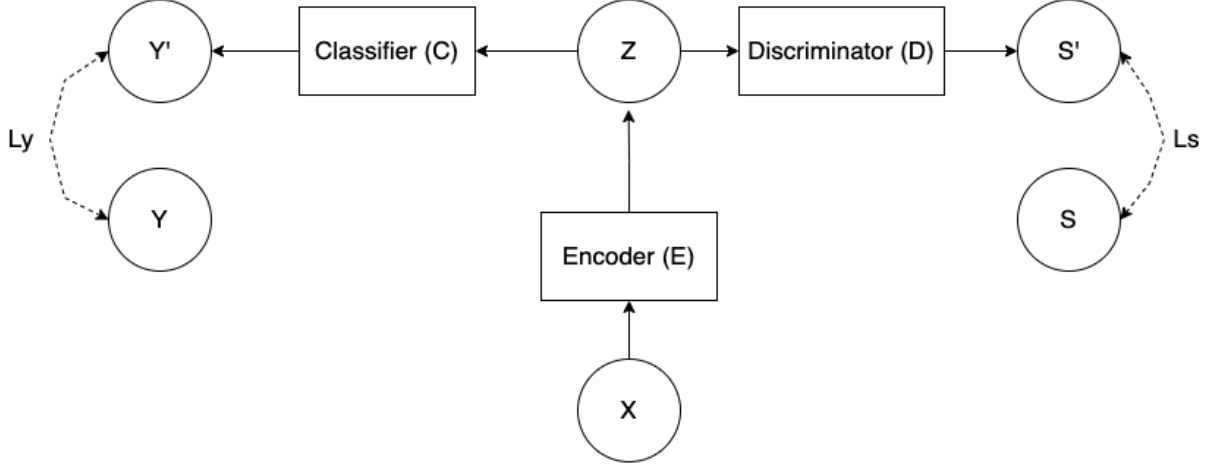 Y'
Classifier (C)
Z
Discriminator (D)
S'
Ly
Ls
Y
S
Encoder (E)
X